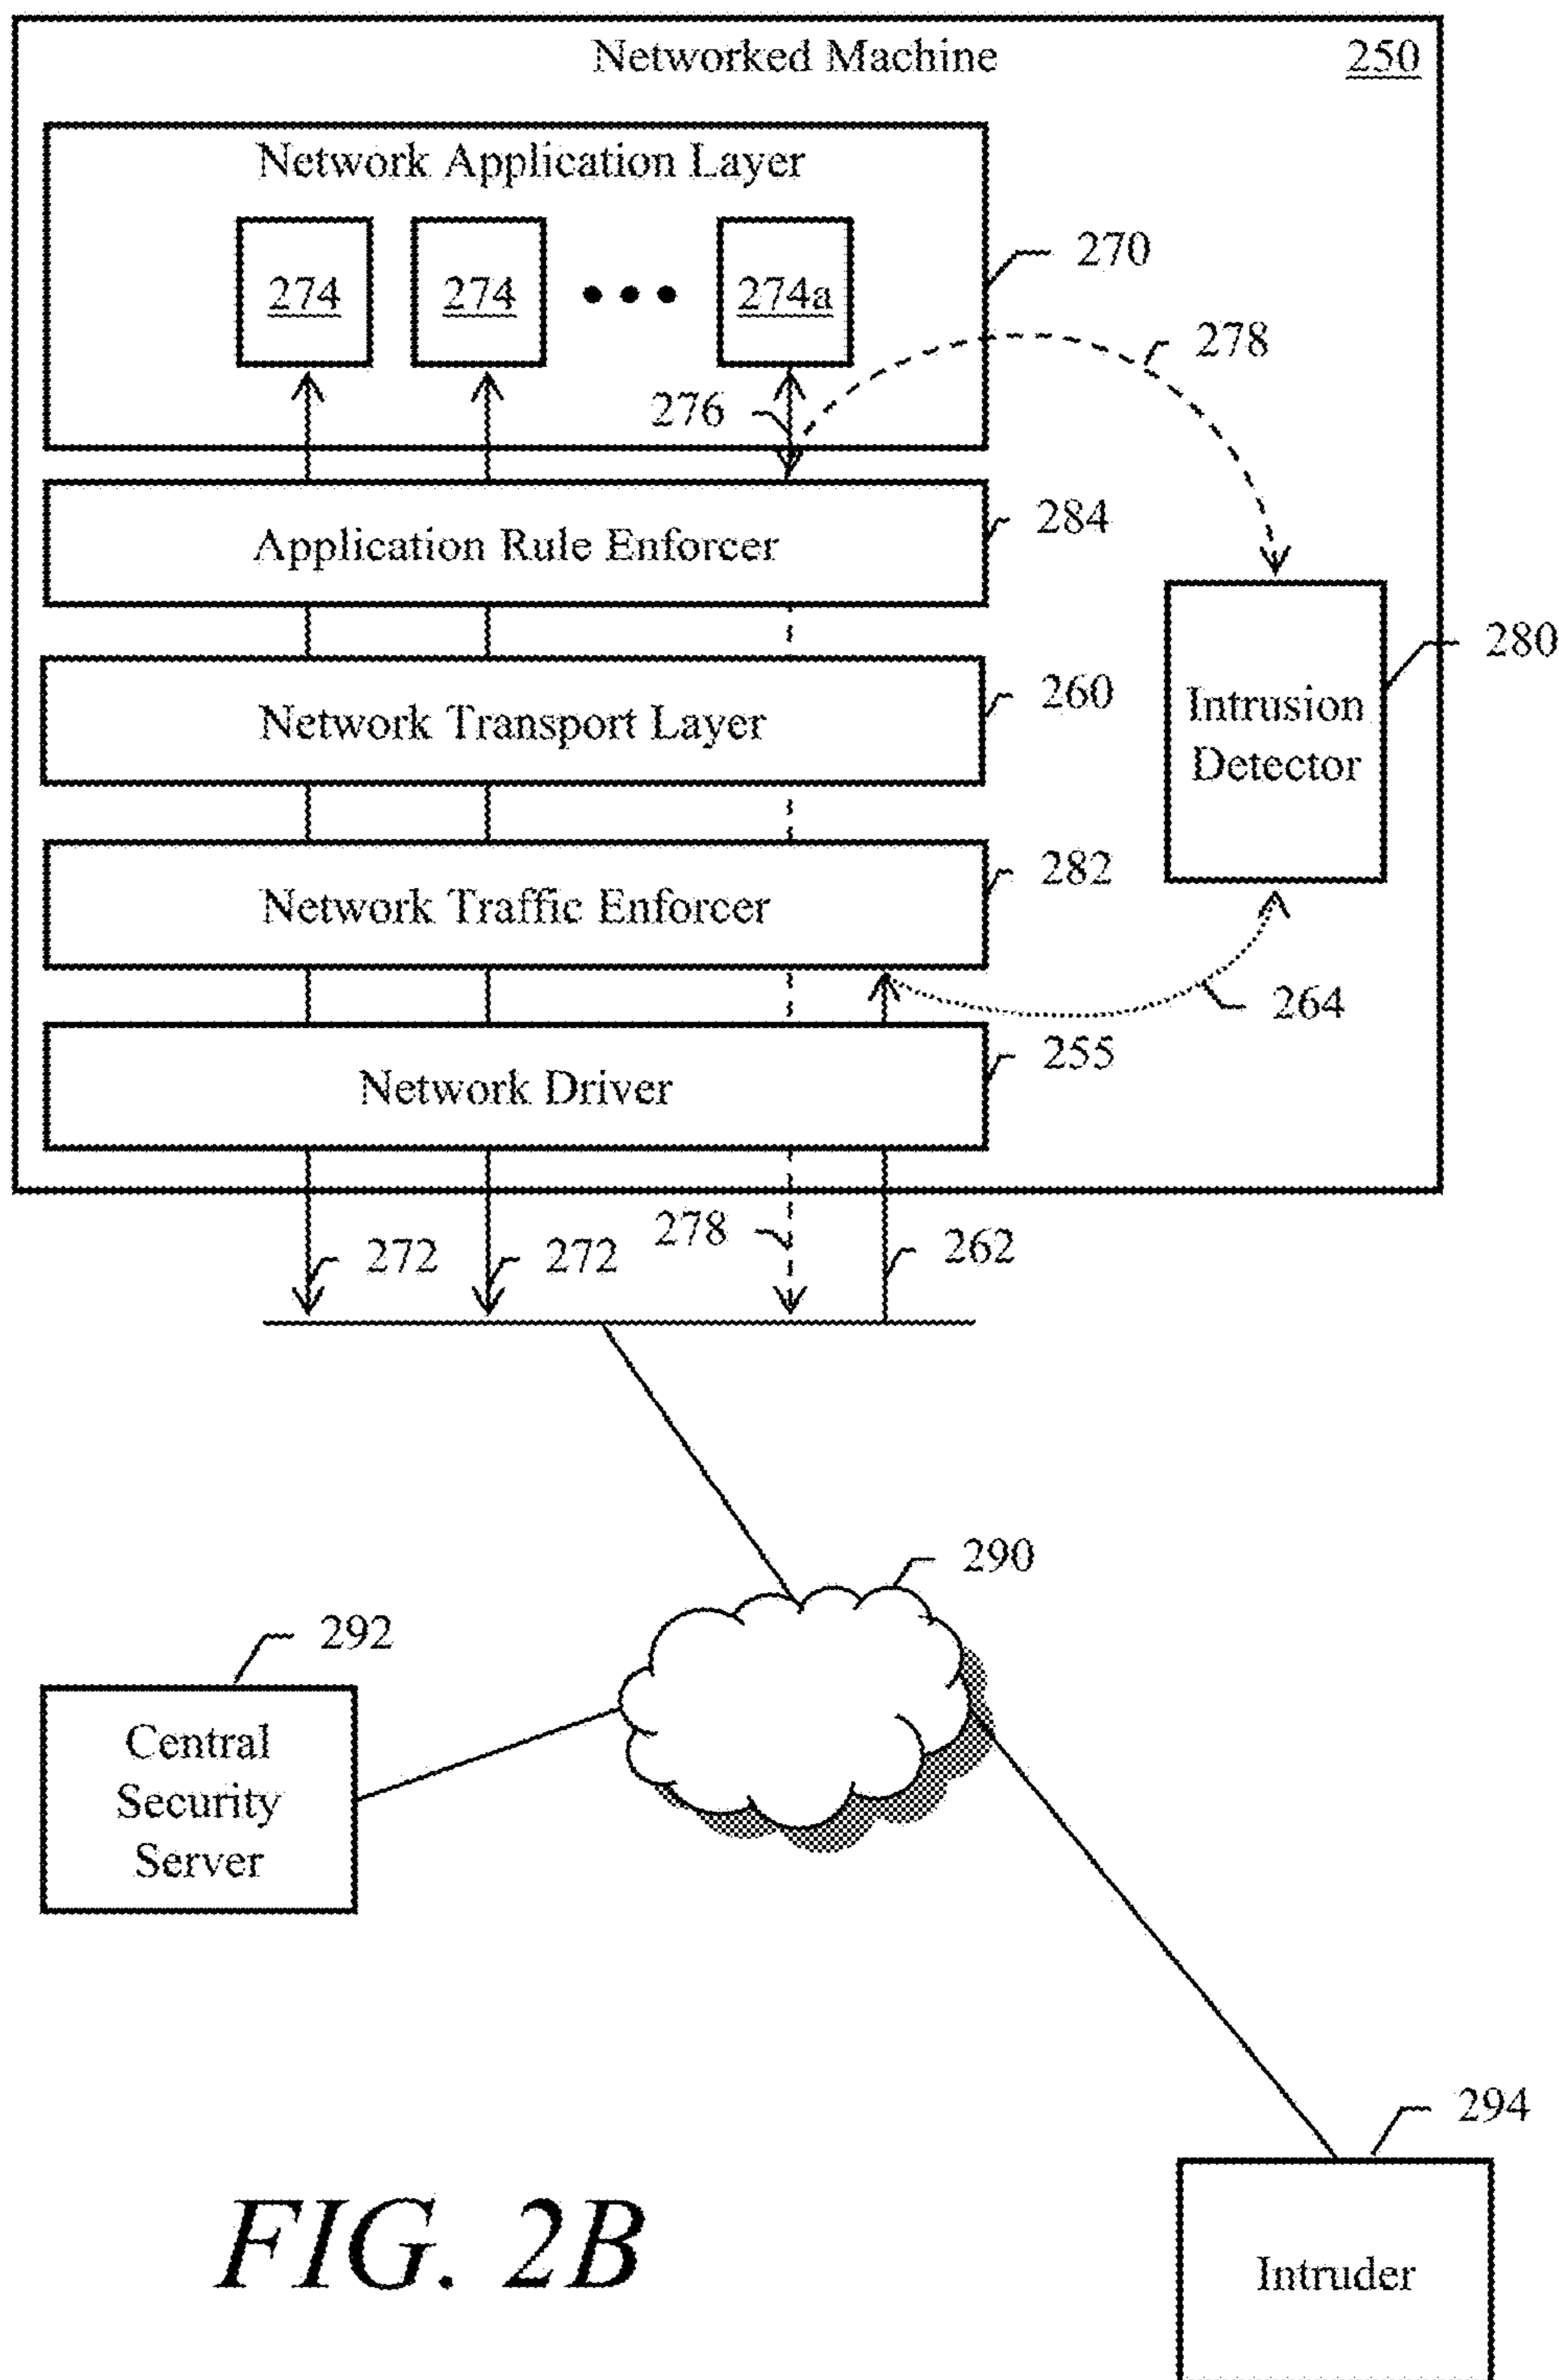 Networked Machine 250
Network Application Layer
270
274 274 274a
278
276
Application Rule Enforcer
284
280
Network Transport Layer
260
Intrusion
Detector
Network Traffic Enforcer
282
264
Network Driver
255
272 272 278 262
290
292
Central
Security
Server
294
Intruder
FIG. 2B